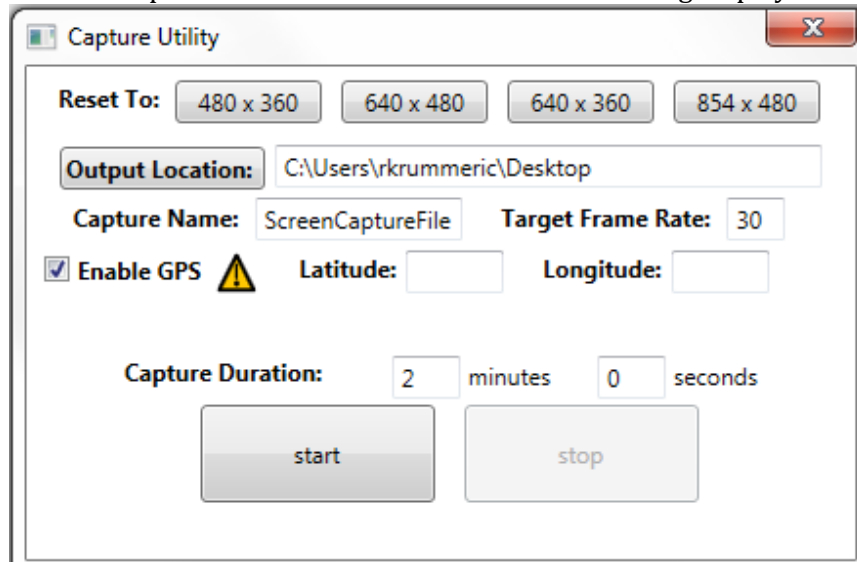 Capture Utility
Reset To: 480 x 360 640 x 480 640 x 360 854 x 480
Output Location: C:\Users\rkrummeric\Desktop
Capture Name: ScreenCaptureFile Target Frame Rate: 30
Enable GPS Latitude: Longitude:
Capture Duration: 2 minutes 0 seconds
start stop